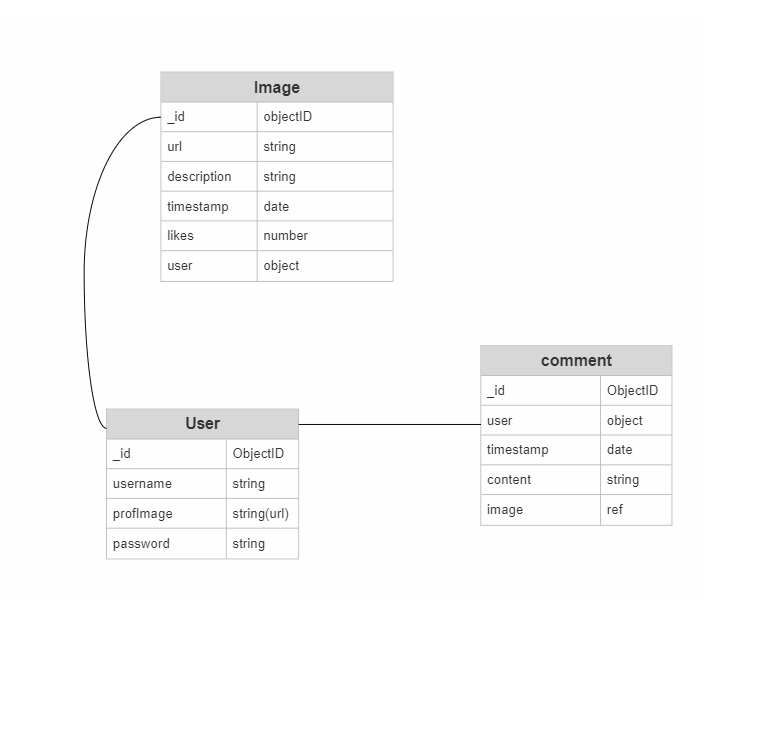 Image
_id objectID
url string
description string
timestamp date
likes number
user object
comment
_id ObjectID
user object
timestamp date
content string
image ref
User
_id ObjectID
username string
profImage string(url)
password string